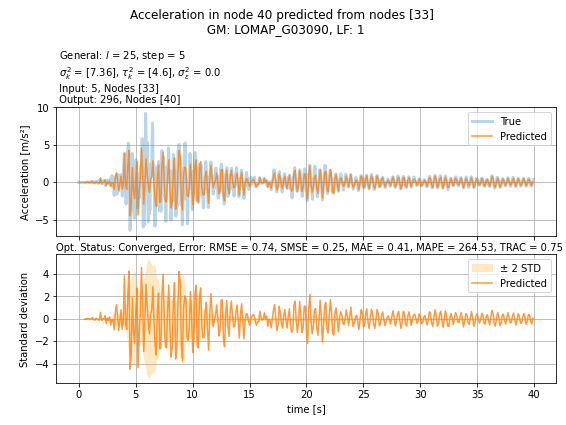 Acceleration in node 40 predicted from nodes [33]
GM: LOMAP_G03090, LF: 1
General: l = 25, step = 5
σ²ₖ = [7.36], τ²ₖ = [4.6], σ²ε = 0.0
Input: 5, Nodes [33]
Output: 296, Nodes [40]
10
5
0
−5
Acceleration [m/s²]
True
Predicted
Opt. Status: Converged, Error: RMSE = 0.74, SMSE = 0.25, MAE = 0.41, MAPE = 264.53, TRAC = 0.75
4
2
0
−2
−4
Standard deviation
± 2 STD
Predicted
0 5 10 15 20 25 30 35 40
time [s]